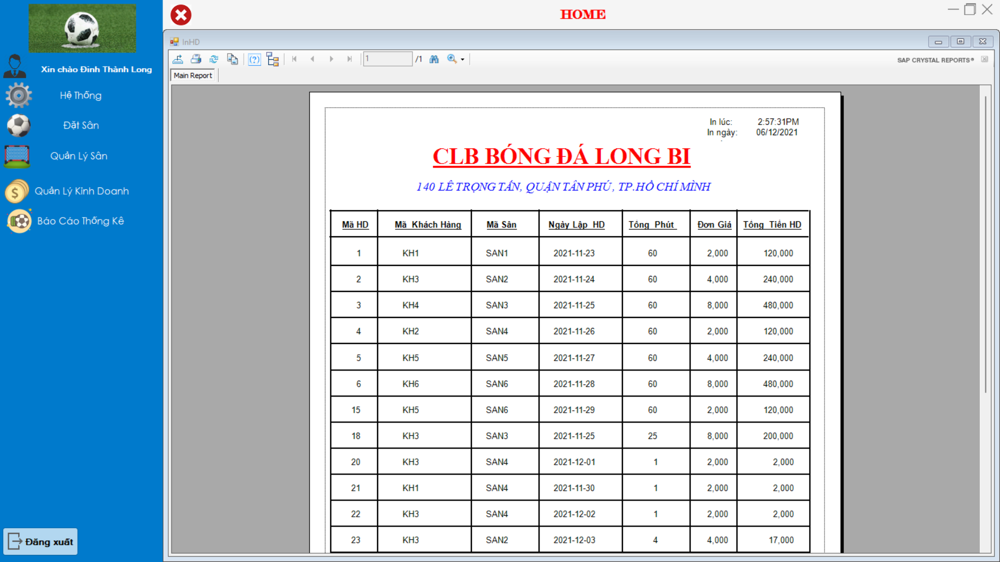 HOME
Xin chào Đinh Thành Long
Hệ Thống
Đặt Sân
Quản Lý Sân
Quản Lý Kinh Doanh
Báo Cáo Thống Kê
Đăng xuất
InHD
1 /1
SAP CRYSTAL REPORTS®
Main Report
In lúc: 2:57:31PM
In ngày: 06/12/2021
CLB BÓNG ĐÁ LONG BI
140 LÊ TRỌNG TẤN, QUẬN TÂN PHÚ, TP.HỒ CHÍ MÌNH
Mã HD Mã Khách Hàng Mã Sân Ngày Lập HD Tổng Phút Đơn Giá Tổng Tiền HD
1 KH1 SAN1 2021-11-23 60 2,000 120,000
2 KH3 SAN2 2021-11-24 60 4,000 240,000
3 KH4 SAN3 2021-11-25 60 8,000 480,000
4 KH2 SAN4 2021-11-26 60 2,000 120,000
5 KH5 SAN5 2021-11-27 60 4,000 240,000
6 KH6 SAN6 2021-11-28 60 8,000 480,000
15 KH5 SAN6 2021-11-29 60 2,000 120,000
18 KH3 SAN3 2021-11-25 25 8,000 200,000
20 KH3 SAN4 2021-12-01 1 2,000 2,000
21 KH1 SAN4 2021-11-30 1 2,000 2,000
22 KH3 SAN4 2021-12-02 1 2,000 2,000
23 KH3 SAN2 2021-12-03 4 4,000 17,000